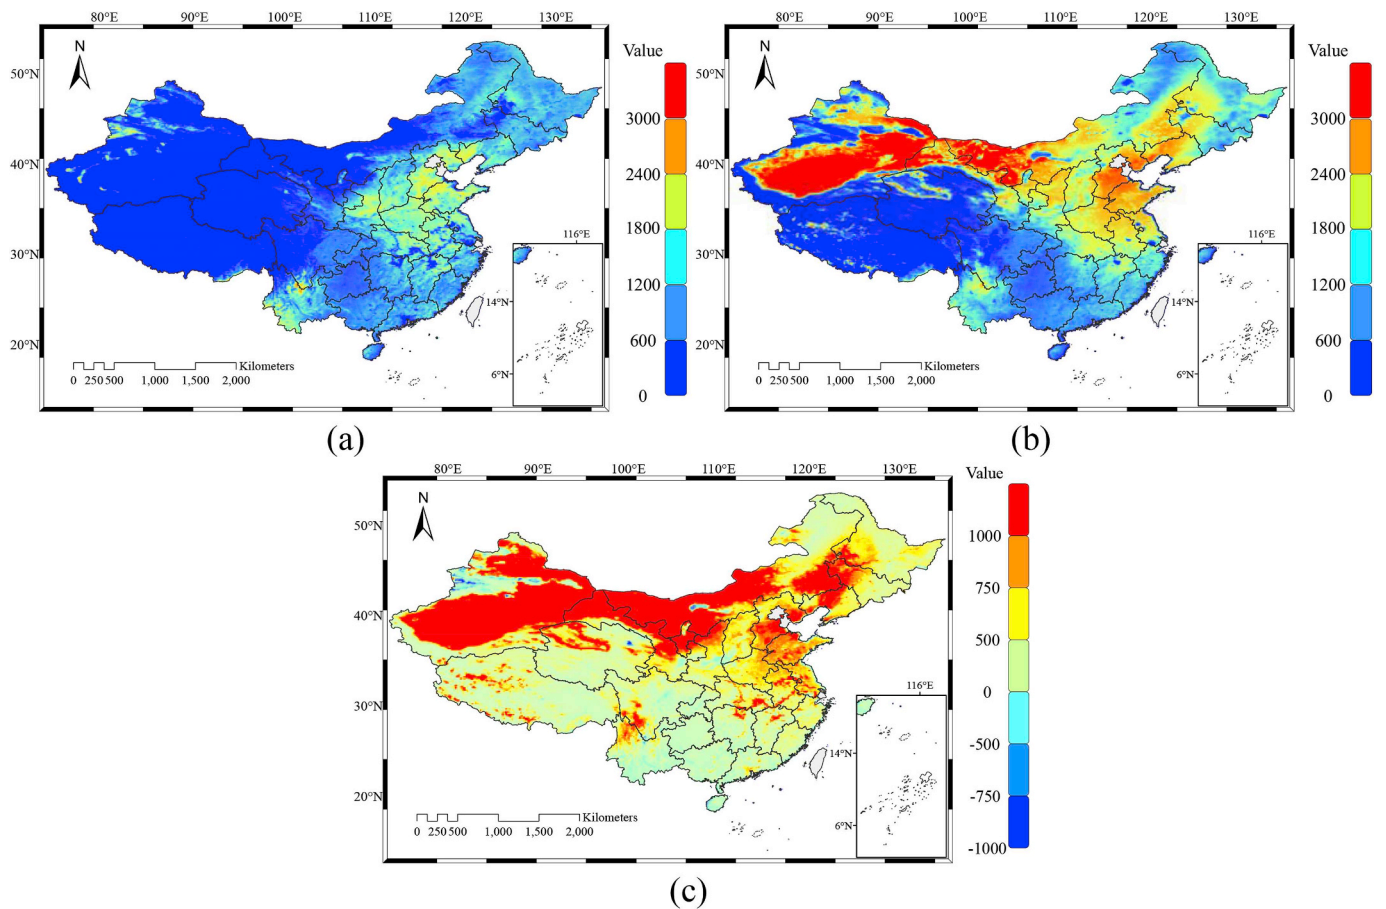 80°E 90°E 100°E 110°E 120°E 130°E
N
Value
50°N
40°N
30°N
20°N
3000
2400
1800
1200
600
0
116°E
14°N
6°N
Kilometers
0 250 500 1,000 1,500 2,000
(a)
80°E 90°E 100°E 110°E 120°E 130°E
N
Value
50°N
40°N
30°N
20°N
3000
2400
1800
1200
600
0
116°E
14°N
6°N
Kilometers
0 250 500 1,000 1,500 2,000
(b)
80°E 90°E 100°E 110°E 120°E 130°E
N
Value
50°N
40°N
30°N
20°N
1000
750
500
0
-500
-750
-1000
116°E
14°N
6°N
Kilometers
0 250 500 1,000 1,500 2,000
(c)